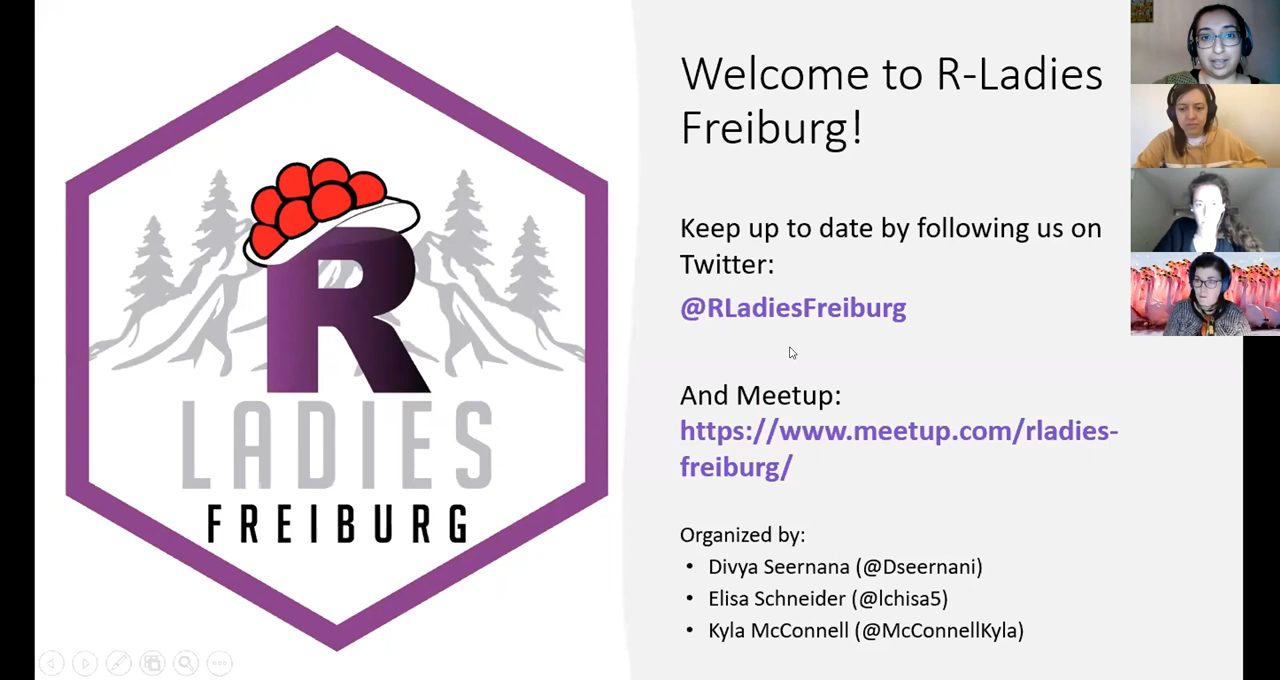 R
LADIES
FREIBURG
Welcome to R-Ladies
Freiburg!
Keep up to date by following us on
Twitter:
@RLadiesFreiburg
And Meetup:
https://www.meetup.com/rladies-
freiburg/
Organized by:
• Divya Seernana (@Dseernani)
• Elisa Schneider (@lchisa5)
• Kyla McConnell (@McConnellKyla)